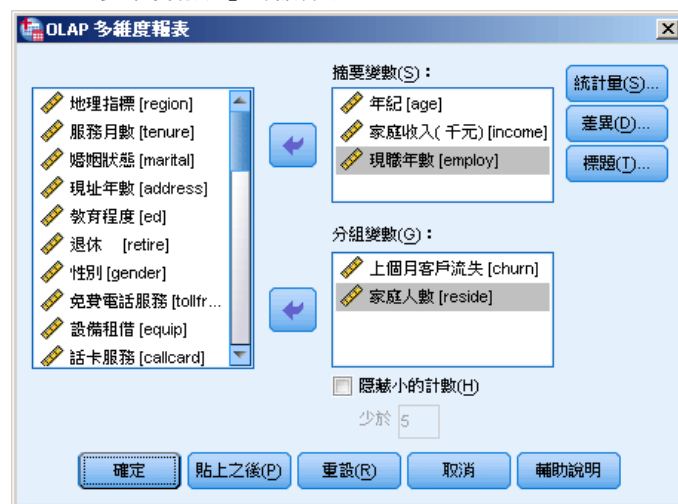 OLAP 多維度報表
地理指標 [region]
服務月數 [tenure]
婚姻狀態 [marital]
現址年數 [address]
教育程度 [ed]
退休 [retire]
性別 [gender]
免費電話服務 [tollfr...
設備租借 [equip]
話卡服務 [callcard]
摘要變數(S)：
年紀 [age]
家庭收入( 千元) [income]
現職年數 [employ]
分組變數(G)：
上個月客戶流失 [churn]
家庭人數 [reside]
隱藏小的計數(H)
少於 5
統計量(S)...
差異(D)...
標題(T)...
確定 貼上之後(P) 重設(R) 取消 輔助說明